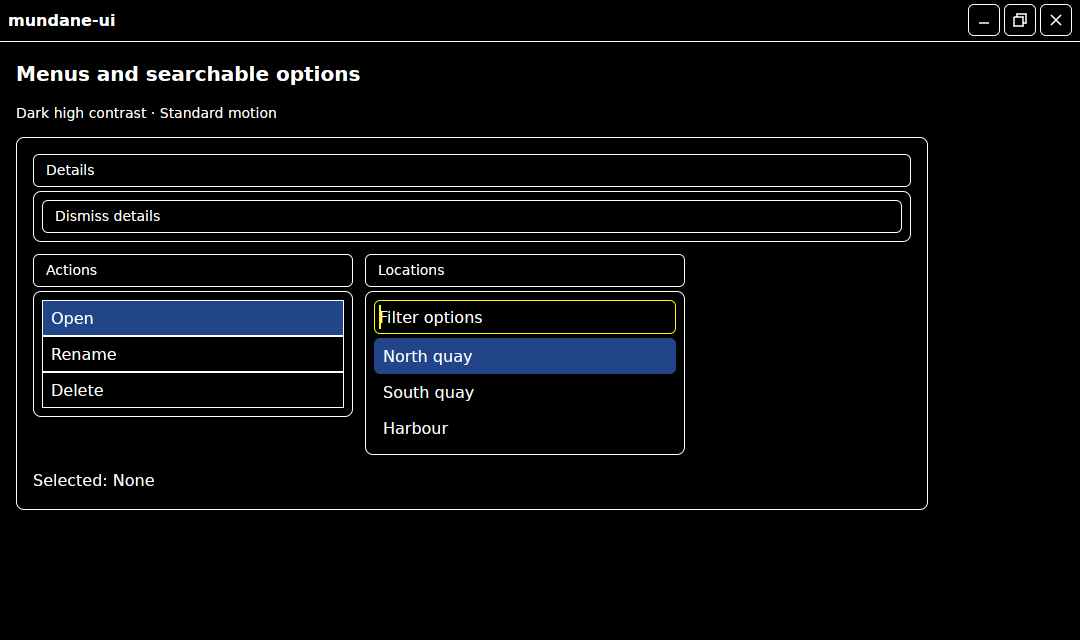 mundane-ui
Menus and searchable options
Dark high contrast · Standard motion
Details
Dismiss details
Actions
Open
Rename
Delete
Locations
Filter options
North quay
South quay
Harbour
Selected: None